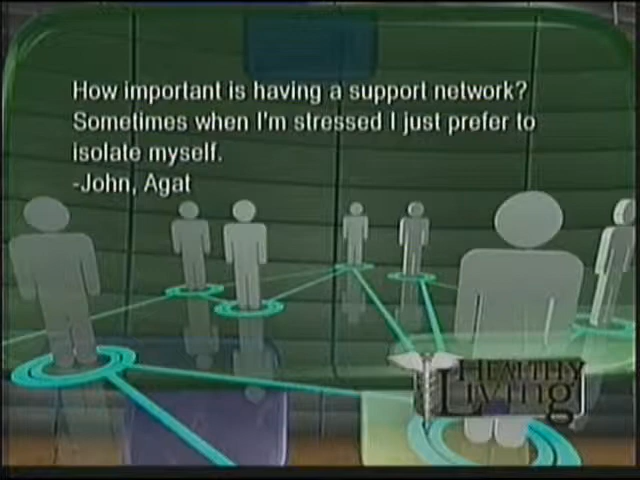 How important is having a support network?
Sometimes when I'm stressed I just prefer to
isolate myself.
-John, Agat
HEALTHY
Living